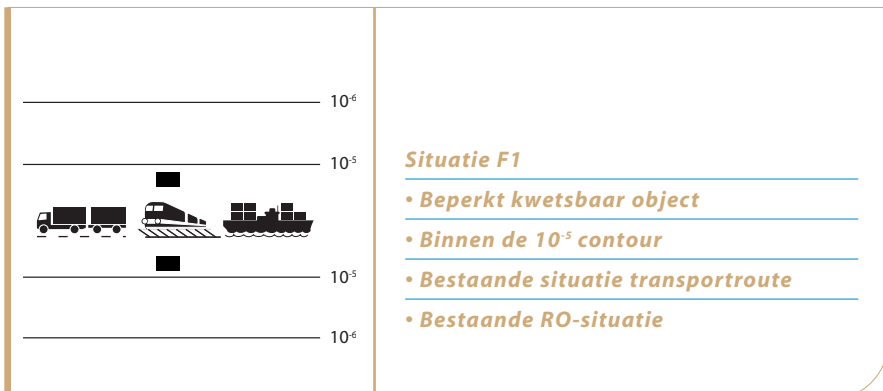 10⁻⁶
10⁻⁵
10⁻⁵
10⁻⁶
Situatie F1
• Beperkt kwetsbaar object
• Binnen de 10⁻⁵ contour
• Bestaande situatie transportroute
• Bestaande RO-situatie